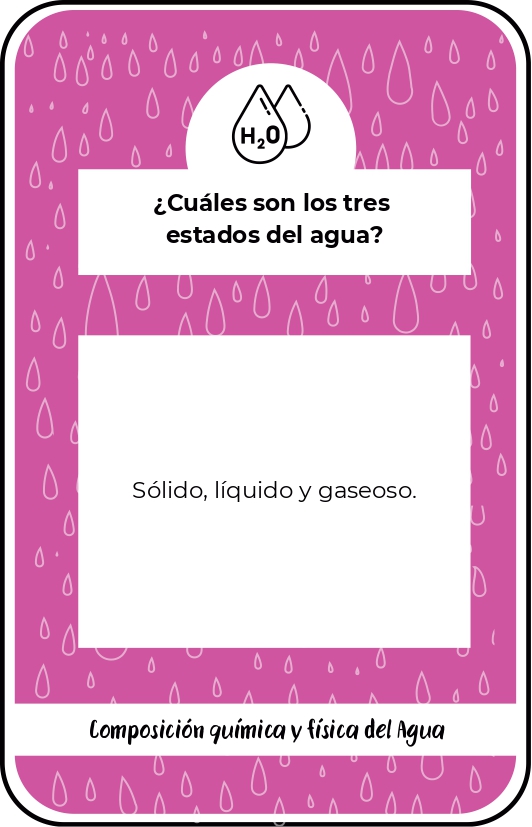 H₂O
¿Cuáles son los tres
estados del agua?
Sólido, líquido y gaseoso.
Composición química y física del Agua